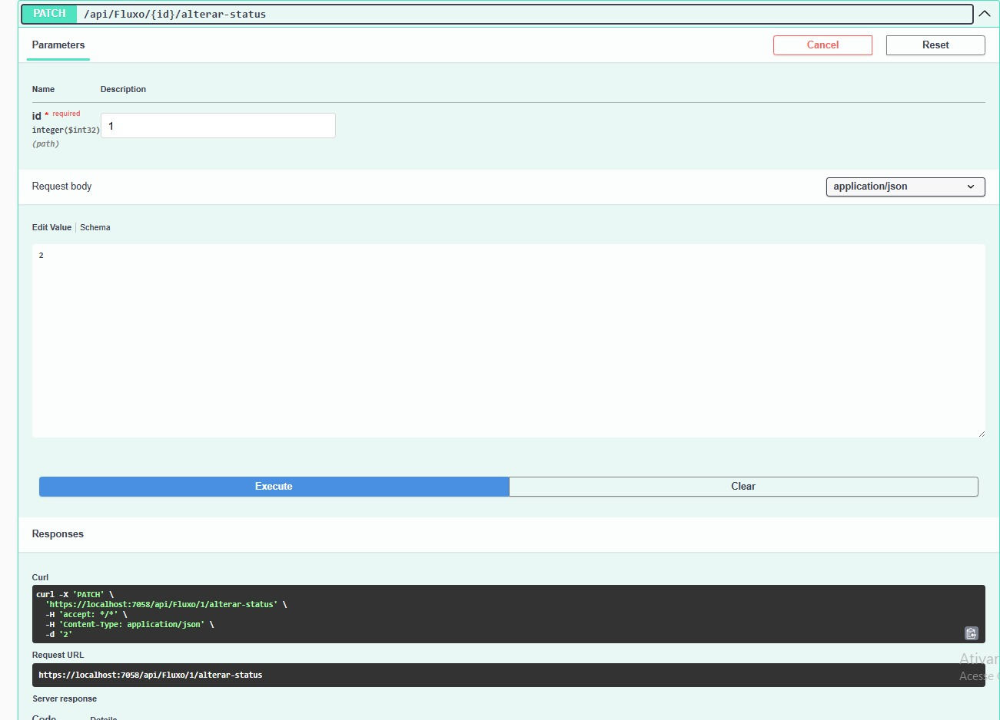 PATCH /api/Fluxo/{id}/alterar-status
Parameters
Cancel
Reset
Name Description
id * required
integer($int32)
(path)
1
Request body
application/json
Edit Value | Schema
2
Execute
Clear
Responses
Curl
curl -X 'PATCH' \
'https://localhost:7058/api/Fluxo/1/alterar-status' \
-H 'accept: */*' \
-H 'Content-Type: application/json' \
-d '2'
Request URL
Ativar
https://localhost:7058/api/Fluxo/1/alterar-status
Acesse
Server response
Code Details